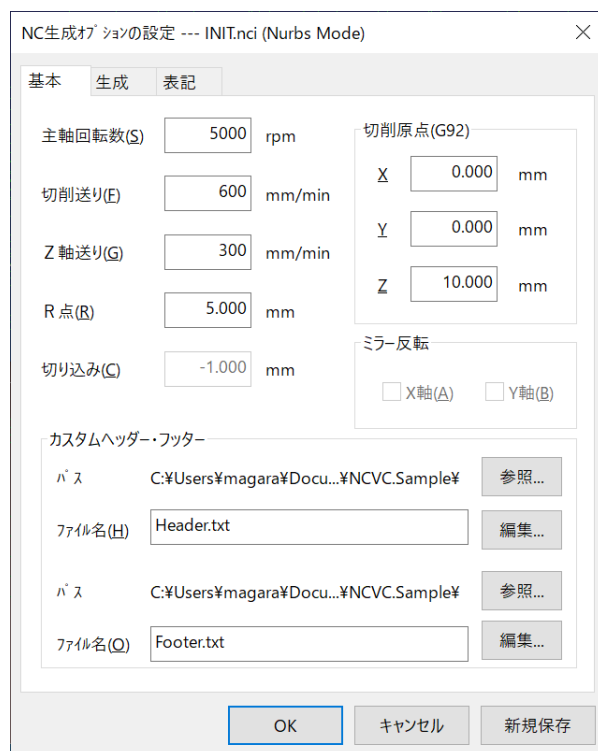 NC生成ｵﾌﾟｼｮﾝの設定 --- INIT.nci (Nurbs Mode)
基本 生成 表記
主軸回転数(S) 5000 rpm
切削送り(F) 600 mm/min
Z 軸送り(G) 300 mm/min
R 点(R) 5.000 mm
切り込み(C) -1.000 mm
切削原点(G92)
X 0.000 mm
Y 0.000 mm
Z 10.000 mm
ミラー反転
X軸(A) Y軸(B)
カスタムヘッダー・フッター
ﾊﾟｽ C:¥Users¥magara¥Docu...¥NCVC.Sample¥ 参照...
ﾌｧｲﾙ名(H) Header.txt 編集...
ﾊﾟｽ C:¥Users¥magara¥Docu...¥NCVC.Sample¥ 参照...
ﾌｧｲﾙ名(O) Footer.txt 編集...
OK キャンセル 新規保存